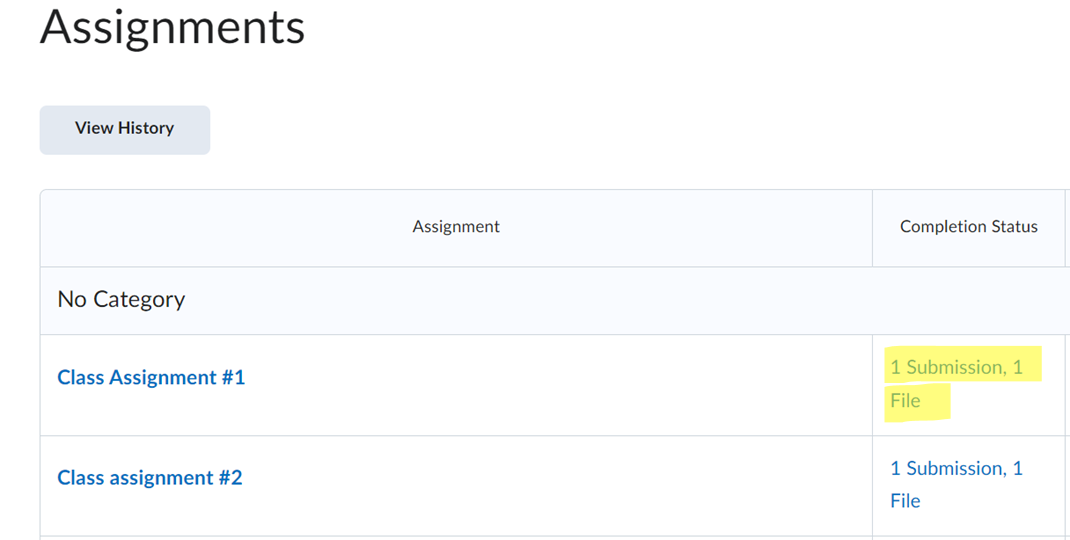 Assignments
View History
Assignment
Completion Status
No Category
Class Assignment #1
1 Submission, 1
File
Class assignment #2
1 Submission, 1
File